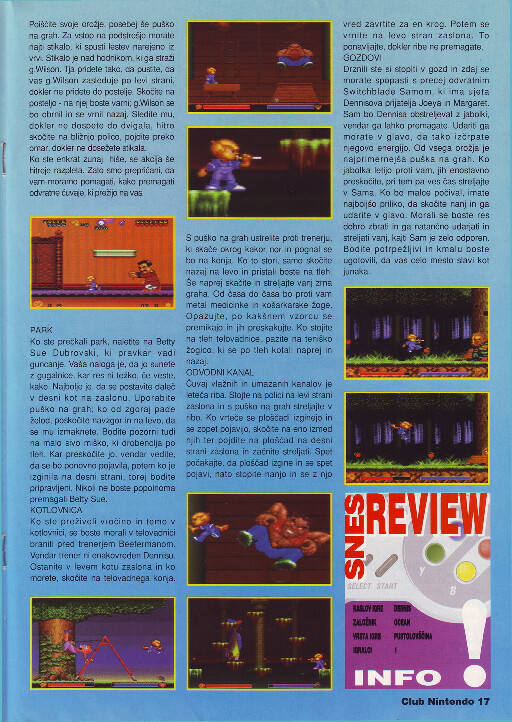 Poiščite svoje orožje, posebej še puško
na grah. Za vstop na podstrešje morate
najti stikalo, ki spusti lestev narejeno iz
vrvi. Stikalo je nad hodnikom, ki ga straži
g.Wilson. Tja pridete tako, da pustite, da
vas g.Wilson zasleduje po levi strani,
dokler ne pridete do postelje. Skočite na
posteljo - na njej boste varni; g.Wilson se
bo obrnil in se vrnil nazaj. Sledite mu,
dokler ne dospete do dvigala, hitro
skočite na bližnjo polico, pojdite preko
omar, dokler ne dosežete stikala.
Ko ste enkrat zunaj hiše, se akcija še
hitreje razpleta. Zato smo prepričani, da
vam moramo pomagati, kako premagati
odvratne čuvaje, ki prežijo na vas.
PARK
Ko ste prečkali park, naletite na Betty
Sue Dubrovski, ki pravkar vadi
gugancanje. Vaša naloga je, da jo sunete
z gugalnice, kar res ni težko, če veste,
kako. Najbolje je, da se postavite daleč
v desni kot na zaslonu. Uporabite
puško na grah; ko od zgoraj pade
želod, poskočite navzgor in na levo, da
se mu izmaknete. Bodite pozorni tudi
na malo sivo miško, ki drobenclja po
tleh. Kar preskočite jo, vendar vedite,
da se bo ponovno pojavila, potem ko je
izginila na desni strani, torej bodite
pripravljeni. Nikoli ne boste popolnoma
premagali Betty Sue.
KOTLOVNICA
Ko ste preživeli vročino in temo v
kotlovnici, se boste morali v telovadnici
braniti pred trenerjem Beefermanom.
Vendar trener ni enakovreden Dennisu.
Ostanite v levem kotu zaslona in ko
morete, skočite na telovadnega konja.
S puško na grah ustrelite proti trenerju,
ki skače okrog kakor nor in pognal se
bo na konja. Ko to stori, samo skočite
nazaj na levo in pristali boste na tleh.
Še naprej skačite in streljajte vanj zrna
graha. Od časa do časa bo proti vam
metal medicinke in košarkarske žoge.
Opazujte, po kakšnem vzorcu se
premikajo in jih preskakujte. Ko stojite
na tleh telovadnice, pazite na teniško
žogico, ki se po tleh kotali naprej in
nazaj.
ODVODNI KANAL
Čuvaj vlažnih in umazanih kanalov je
leteča riba. Stojte na polici na levi strani
zaslona in s puško na grah streljajte v
ribo. Ko vrteče se ploščadi izginejo in
se zopet pojavijo, skočite na eno izmed
njih ter pojdite na ploščad na desni
strani zaslona in začnite streljati. Spet
počakajte, da ploščad izgine in se spet
pojavi, nato stopite nanjo in se z njo
vred zavrtite za en krog. Potem se
vrnite na levo stran zaslona. To
ponavljajte, dokler ribe ne premagate.
GOZDOVI
Drznili ste si stopiti v gozd in zdaj se
morate spopasti s precej odvratnim
Switchblade Samom, ki ima ujeta
Dennisova prijatelja Joeya in Margaret.
Sam bo Dennisa obstreljeval z jabolki,
vendar ga lahko premagate. Udariti ga
morate v glavo, da tako izčrpate
njegovo energijo. Od vsega orožja je
najprimernejša puška na grah. Ko
jabolka letijo proti vam, jih enostavno
preskočite, pri tem pa ves čas streljajte
v Sama. Ko bo malce počival, imate
najboljšo priliko, da skočite nanj in ga
udarite v glavo. Morali se boste res
dobro zbrati in ga natančno udarjati in
streljati vanj, kajti Sam je zelo odporen.
Bodite potrpežljivi in kmalu boste
ugotovili, da vas celo mesto slavi kot
junaka.
SNES
REVIEW
SELECT START
Y
B
NASLOV IGRE DENNIS
ZALOŽNIK OCEAN
VRSTA IGRE PUSTOLOVŠČINA
IGRALCI 1
INFO !
Club Nintendo 17